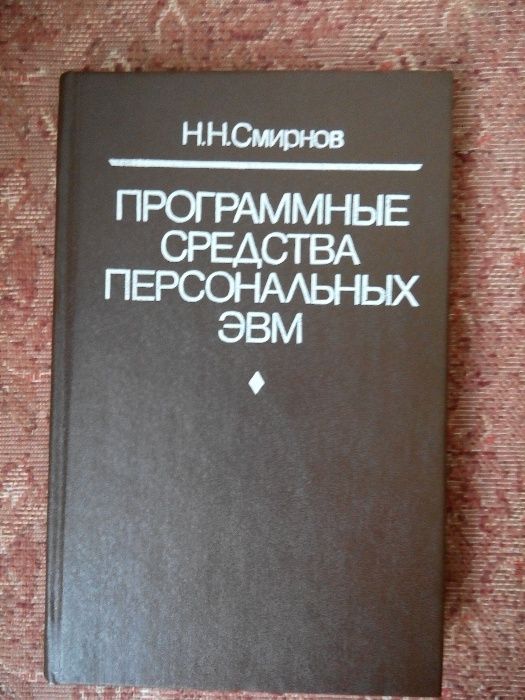 Н.Н.Смирнов
ПРОГРАММНЫЕ
СРЕДСТВА
ПЕРСОНАЛЬНЫХ
ЭВМ